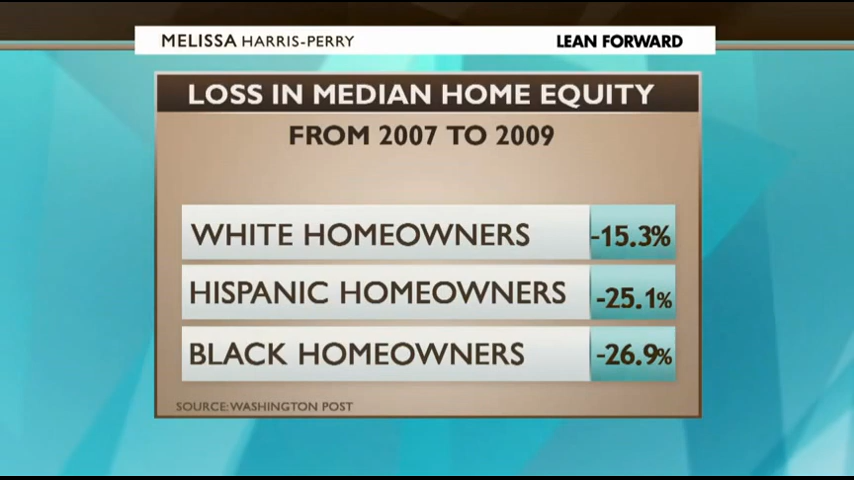 MELISSA HARRIS-PERRY LEAN FORWARD
LOSS IN MEDIAN HOME EQUITY
FROM 2007 TO 2009
WHITE HOMEOWNERS -15.3%
HISPANIC HOMEOWNERS -25.1%
BLACK HOMEOWNERS -26.9%
SOURCE: WASHINGTON POST